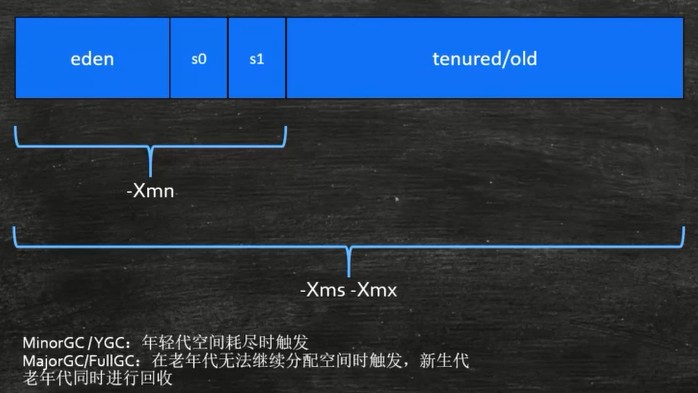 eden s0 s1 tenured/old
-Xmn
-Xms -Xmx
MinorGC/YGC：年轻代空间耗尽时触发
MajorGC/FullGC：在老年代无法继续分配空间时触发，新生代
老年代同时进行回收